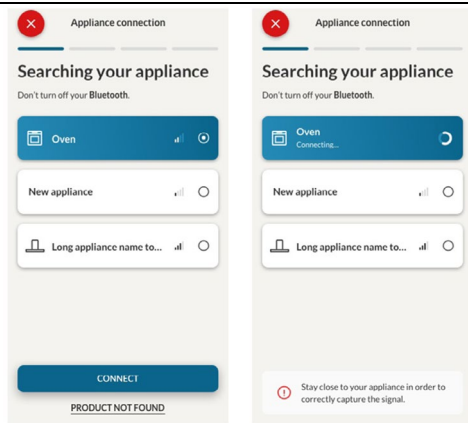 Appliance connection
Searching your appliance
Don't turn off your Bluetooth.
Oven
New appliance
Long appliance name to...
CONNECT
PRODUCT NOT FOUND
Appliance connection
Searching your appliance
Don't turn off your Bluetooth.
Oven
Connecting...
New appliance
Long appliance name to...
Stay close to your appliance in order to
correctly capture the signal.